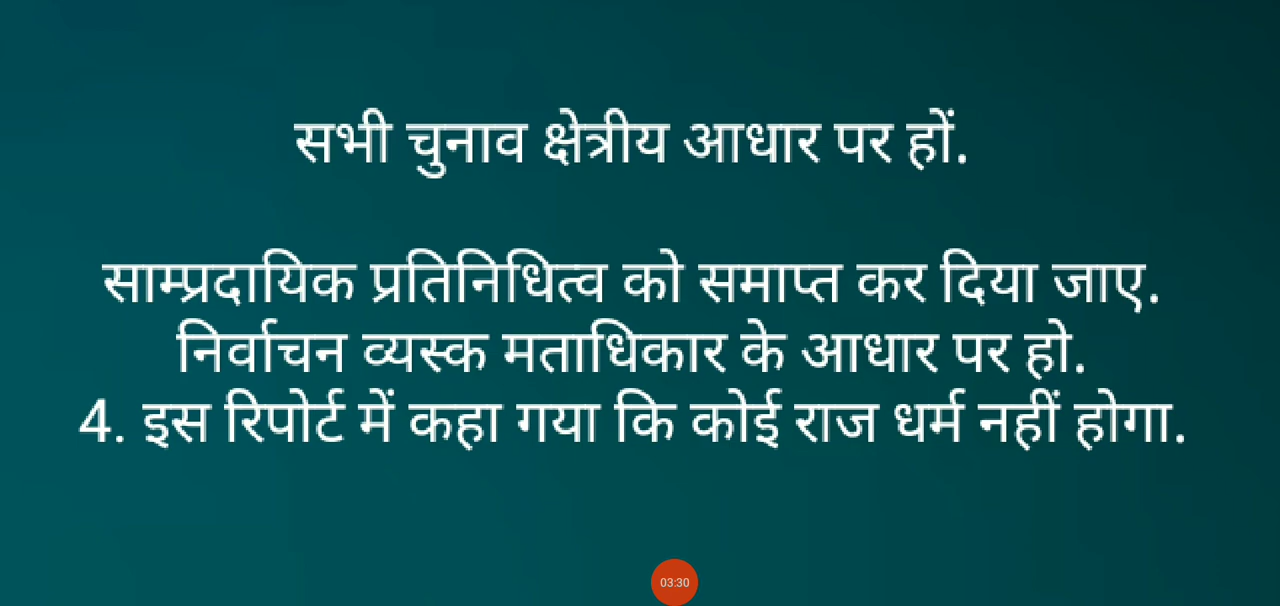 सभी चुनाव क्षेत्रीय आधार पर हों.
साम्प्रदायिक प्रतिनिधित्व को समाप्त कर दिया जाए.
निर्वाचन व्यस्क मताधिकार के आधार पर हो.
4. इस रिपोर्ट में कहा गया कि कोई राज धर्म नहीं होगा.
03:30